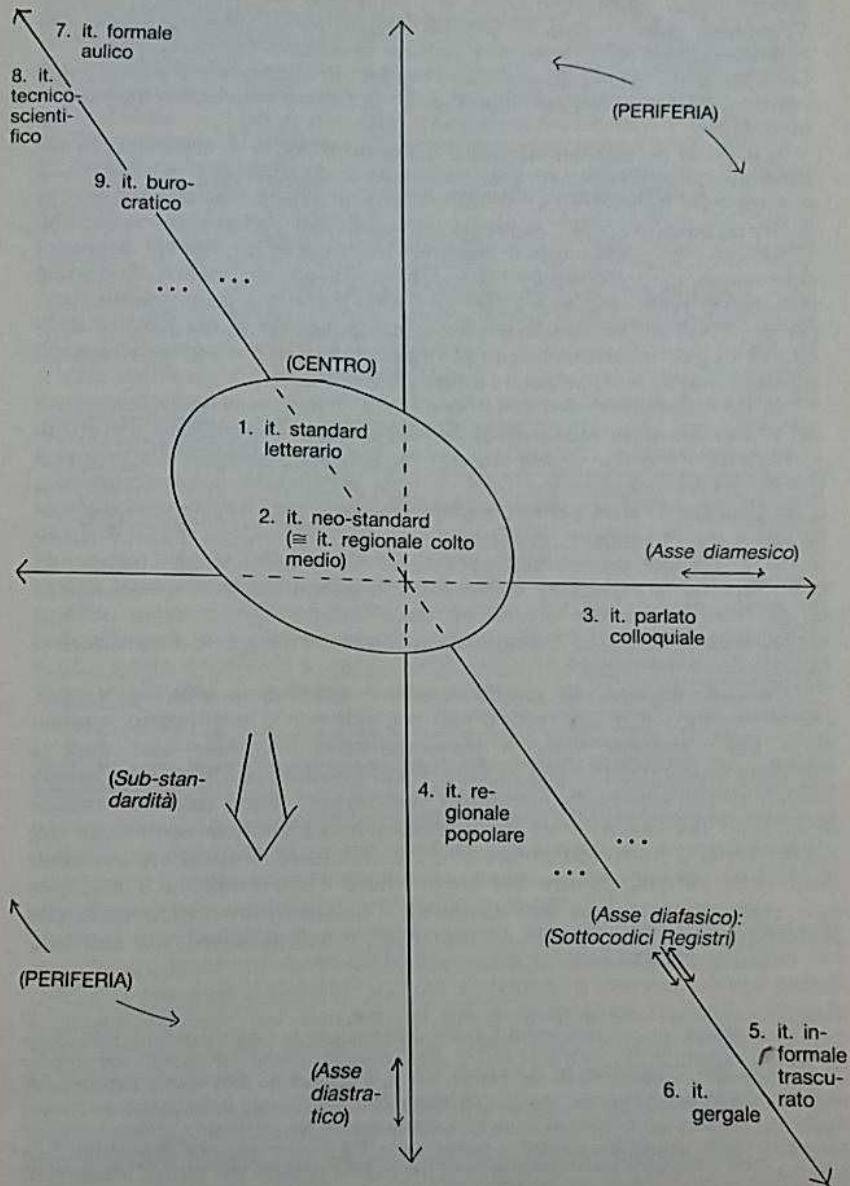 7. it. formale
aulico
8. it.
tecnico-
scienti-
fico
(PERIFERIA)
9. it. buro-
cratico
... ...
(CENTRO)
1. it. standard
letterario
2. it. neo-standard
(≅ it. regionale colto
medio)
(Asse diamesico)
3. it. parlato
colloquiale
(Sub-stan-
dardità)
4. it. re-
gionale
popolare
... ...
(Asse diafasico):
(Sottocodici Registri)
(PERIFERIA)
5. it. in-
formale
trascu-
rato
6. it.
gergale
(Asse
diastra-
tico)